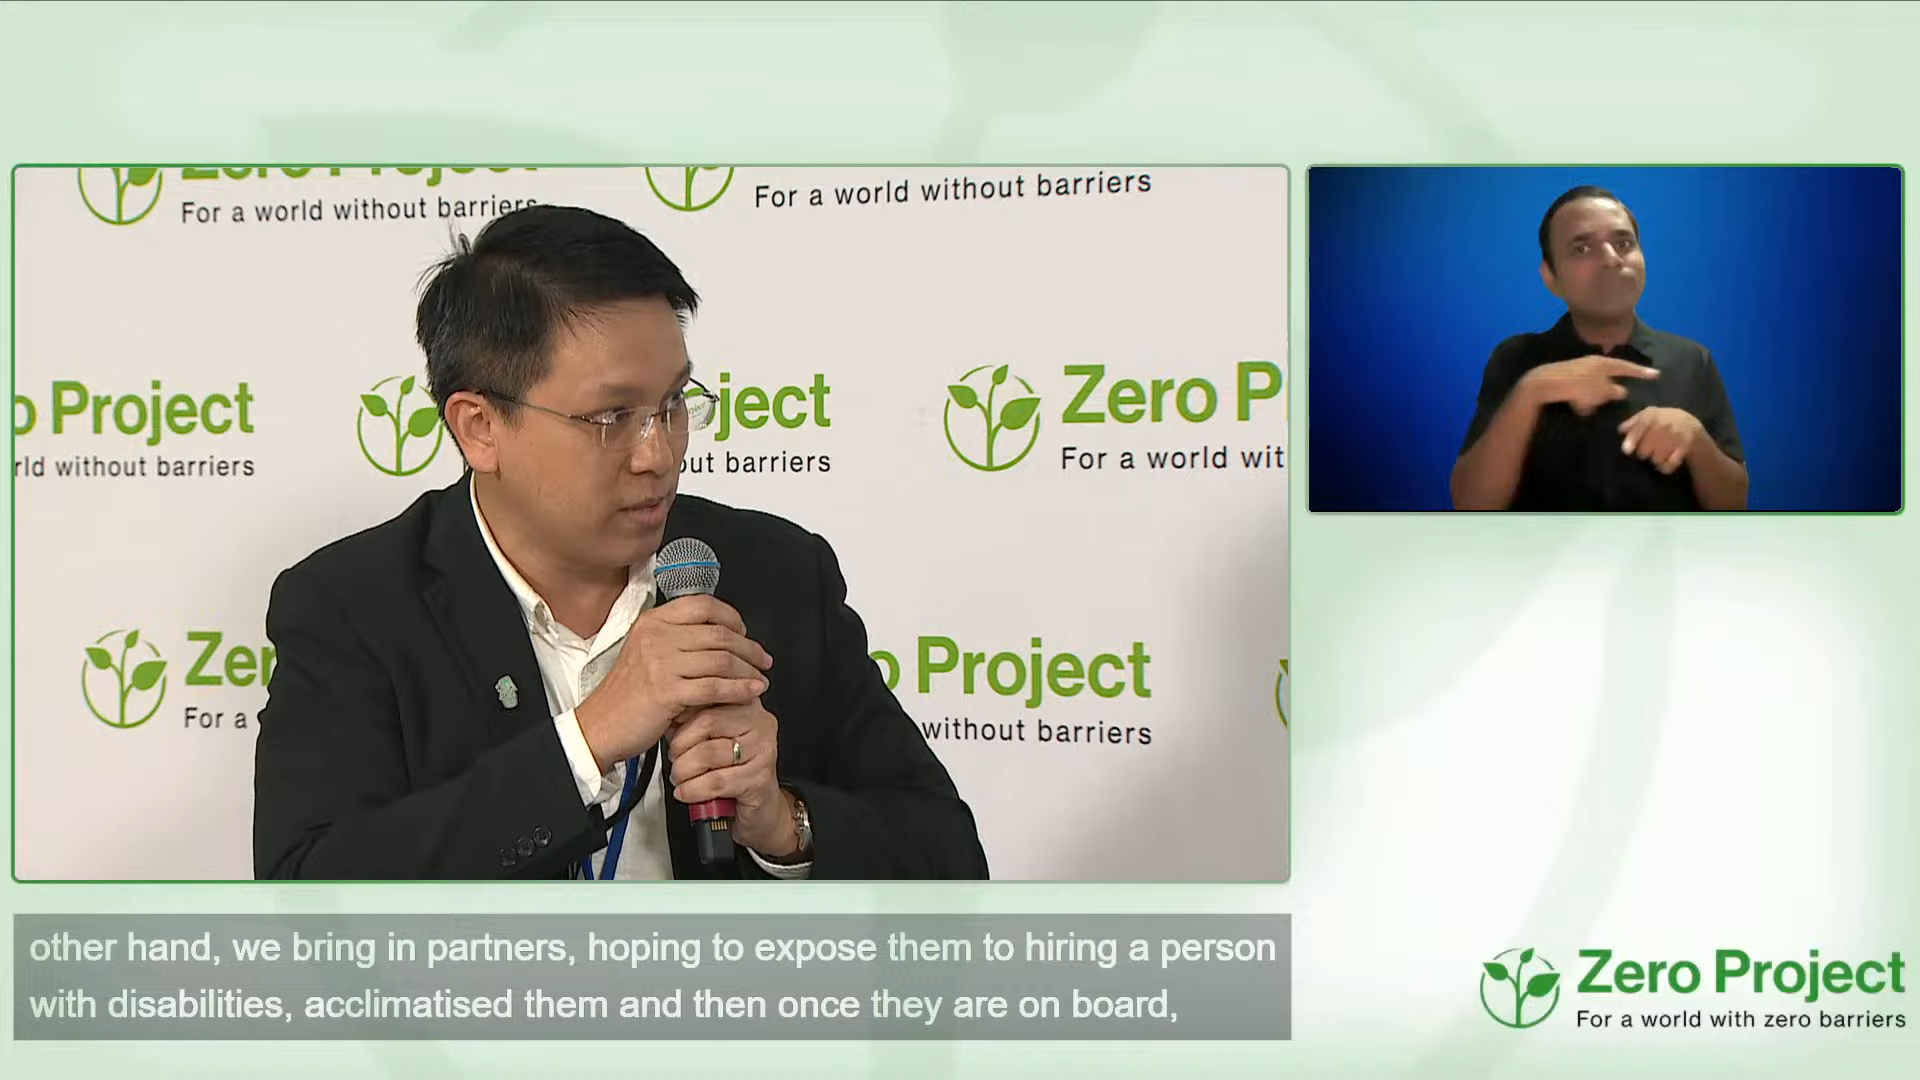 Zero Project
For a world without barriers
For a world without barriers
o Project
rld without barriers
ject
out barriers
Zero P
For a world wit
Zer
For a
o Project
without barriers
other hand, we bring in partners, hoping to expose them to hiring a person
with disabilities, acclimatised them and then once they are on board,
Zero Project
For a world with zero barriers